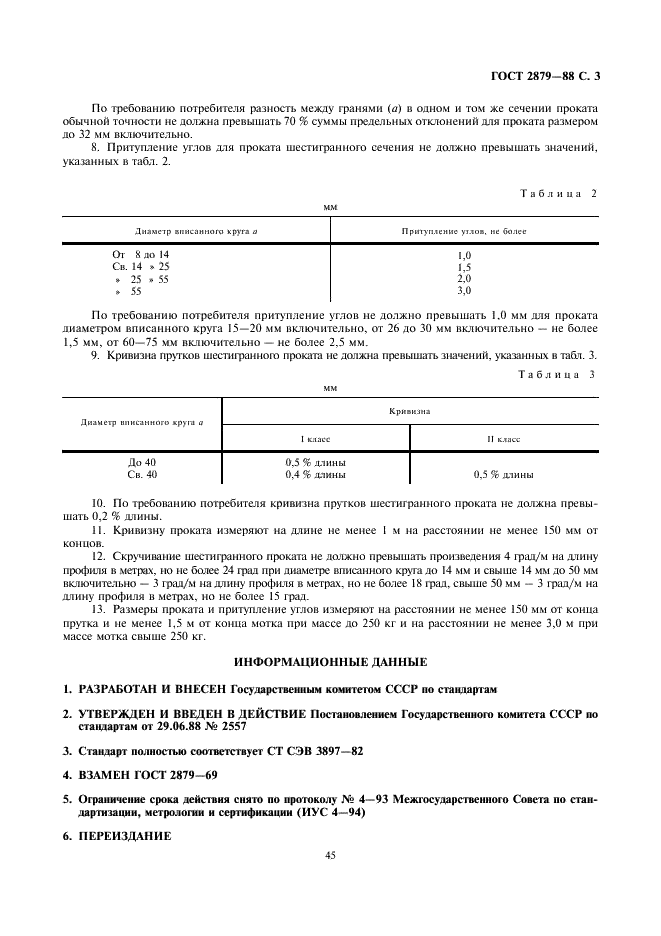 ГОСТ 2879—88 С. 3
По требованию потребителя разность между гранями (a) в одном и том же сечении проката
обычной точности не должна превышать 70 % суммы предельных отклонений для проката размером
до 32 мм включительно.
8. Притупление углов для проката шестигранного сечения не должно превышать значений,
указанных в табл. 2.
Таблица 2
мм
Диаметр вписанного круга a Притупление углов, не более
От 8 до 14 1,0
Св. 14 » 25 1,5
» 25 » 55 2,0
» 55 3,0
По требованию потребителя притупление углов не должно превышать 1,0 мм для проката
диаметром вписанного круга 15—20 мм включительно, от 26 до 30 мм включительно — не более
1,5 мм, от 60—75 мм включительно — не более 2,5 мм.
9. Кривизна прутков шестигранного проката не должна превышать значений, указанных в табл. 3.
Таблица 3
мм
Диаметр вписанного круга a Кривизна
I класс II класс
До 40 0,5 % длины
Св. 40 0,4 % длины 0,5 % длины
10. По требованию потребителя кривизна прутков шестигранного проката не должна превы-
шать 0,2 % длины.
11. Кривизну проката измеряют на длине не менее 1 м на расстоянии не менее 150 мм от
концов.
12. Скручивание шестигранного проката не должно превышать произведения 4 град/м на длину
профиля в метрах, но не более 24 град при диаметре вписанного круга до 14 мм и свыше 14 мм до 50 мм
включительно — 3 град/м на длину профиля в метрах, но не более 18 град, свыше 50 мм — 3 град/м на
длину профиля в метрах, но не более 15 град.
13. Размеры проката и притупление углов измеряют на расстоянии не менее 150 мм от конца
прутка и не менее 1,5 м от конца мотка при массе до 250 кг и на расстоянии не менее 3,0 м при
массе мотка свыше 250 кг.
ИНФОРМАЦИОННЫЕ ДАННЫЕ
1. РАЗРАБОТАН И ВНЕСЕН Государственным комитетом СССР по стандартам
2. УТВЕРЖДЕН И ВВЕДЕН В ДЕЙСТВИЕ Постановлением Государственного комитета СССР по
стандартам от 29.06.88 № 2557
3. Стандарт полностью соответствует СТ СЭВ 3897—82
4. ВЗАМЕН ГОСТ 2879—69
5. Ограничение срока действия снято по протоколу № 4—93 Межгосударственного Совета по стан-
дартизации, метрологии и сертификации (ИУС 4—94)
6. ПЕРЕИЗДАНИЕ
45